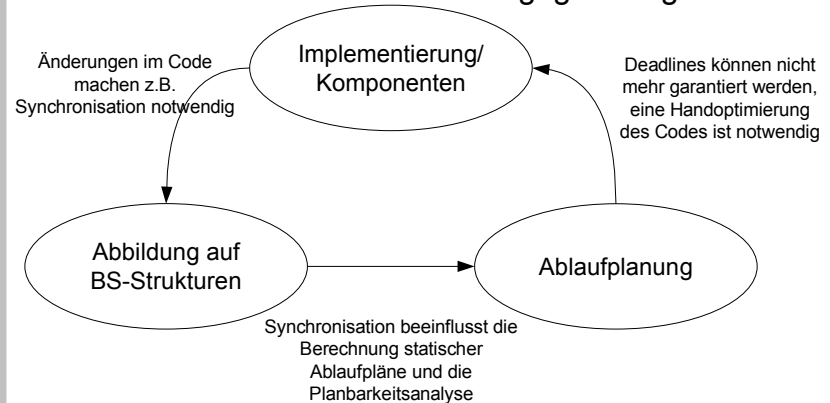 Implementierung/
Komponenten
Änderungen im Code
machen z.B.
Synchronisation notwendig
Deadlines können nicht
mehr garantiert werden,
eine Handoptimierung
des Codes ist notwendig
Abbildung auf
BS-Strukturen
Ablaufplanung
Synchronisation beeinflusst die
Berechnung statischer
Ablaufpläne und die
Planbarkeitsanalyse